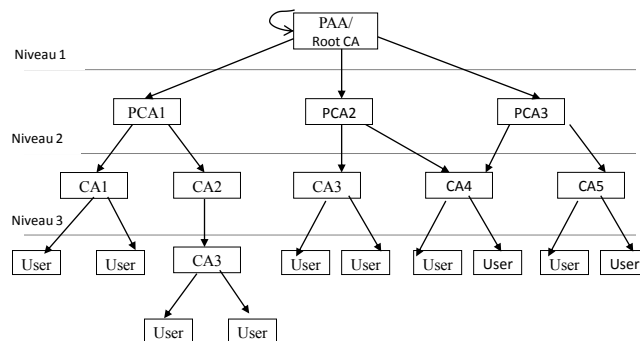 PAA/
Root CA
Niveau 1
PCA1
PCA2
PCA3
Niveau 2
CA1
CA2
CA3
CA4
CA5
Niveau 3
User
User
CA3
User
User
User
User
User
User
User
User